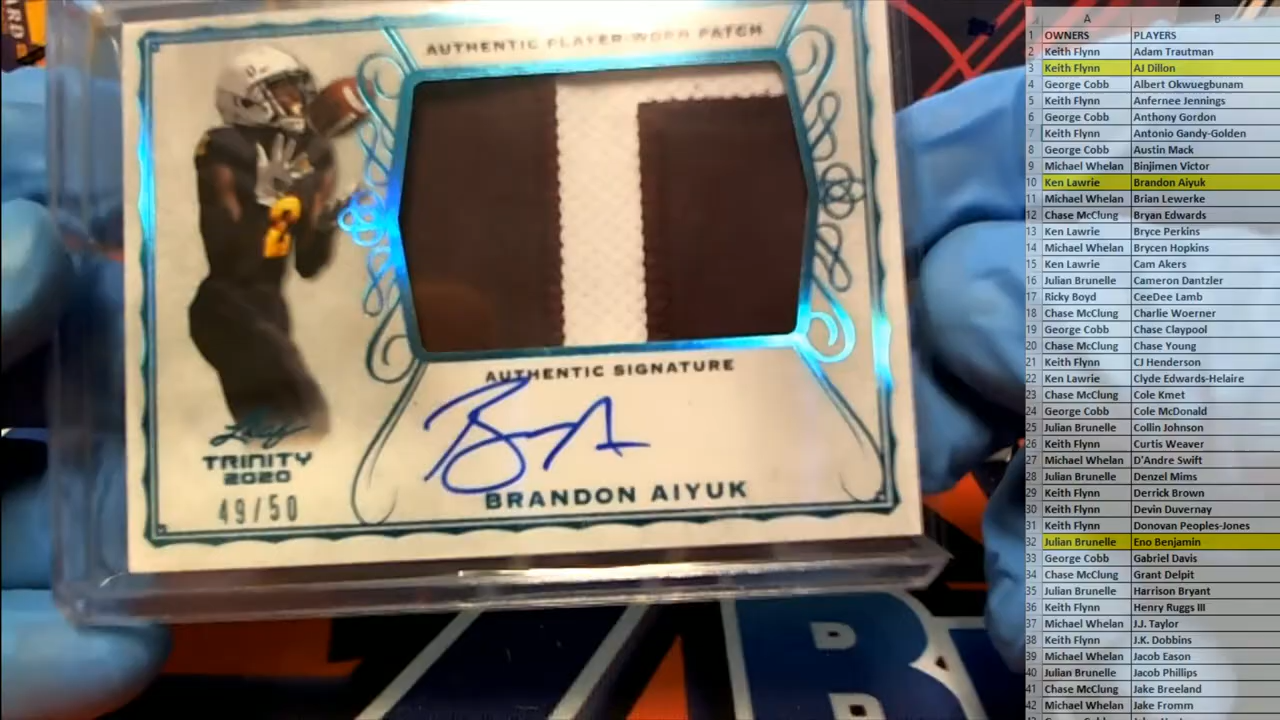 AUTHENTIC PLAYER-WORN PATCH
AUTHENTIC SIGNATURE
BRANDON AIYUK
Leaf
TRINITY
2020
49/50
A B
1 OWNERS PLAYERS
2 Keith Flynn Adam Trautman
3 Keith Flynn AJ Dillon
4 George Cobb Albert Okwuegbunam
5 Keith Flynn Anfernee Jennings
6 George Cobb Anthony Gordon
7 Keith Flynn Antonio Gandy-Golden
8 George Cobb Austin Mack
9 Michael Whelan Binjimen Victor
10 Ken Lawrie Brandon Aiyuk
11 Michael Whelan Brian Lewerke
12 Chase McClung Bryan Edwards
13 Ken Lawrie Bryce Perkins
14 Michael Whelan Brycen Hopkins
15 Ken Lawrie Cam Akers
16 Julian Brunelle Cameron Dantzler
17 Ricky Boyd CeeDee Lamb
18 Chase McClung Charlie Woerner
19 George Cobb Chase Claypool
20 Chase McClung Chase Young
21 Keith Flynn CJ Henderson
22 Ken Lawrie Clyde Edwards-Helaire
23 Chase McClung Cole Kmet
24 George Cobb Cole McDonald
25 Julian Brunelle Collin Johnson
26 Keith Flynn Curtis Weaver
27 Michael Whelan D'Andre Swift
28 Julian Brunelle Denzel Mims
29 Keith Flynn Derrick Brown
30 Keith Flynn Devin Duvernay
31 Keith Flynn Donovan Peoples-Jones
32 Julian Brunelle Eno Benjamin
33 George Cobb Gabriel Davis
34 Chase McClung Grant Delpit
35 Julian Brunelle Harrison Bryant
36 Keith Flynn Henry Ruggs III
37 Michael Whelan J.J. Taylor
38 Keith Flynn J.K. Dobbins
39 Michael Whelan Jacob Eason
40 Julian Brunelle Jacob Phillips
41 Chase McClung Jake Breeland
42 Michael Whelan Jake Fromm